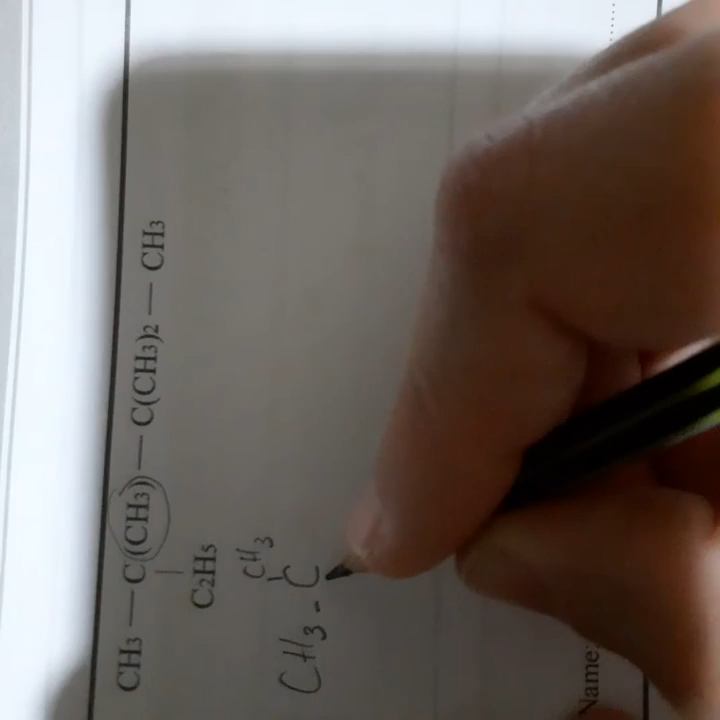 CH3 — C(CH3) — C(CH3)2 — CH3
C2H5
CH3
CH3 - C
Name: